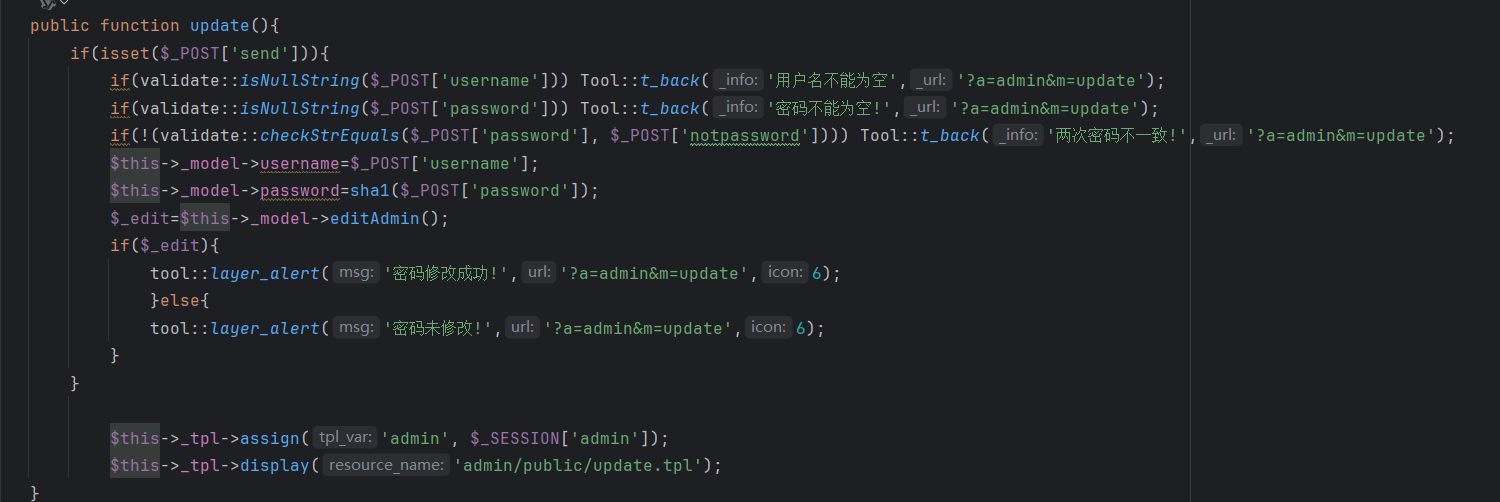 public function update(){
if(isset($_POST['send'])){
if(validate::isNullString($_POST['username'])) Tool::t_back( _info: '用户名不能为空', _url: '?a=admin&m=update');
if(validate::isNullString($_POST['password'])) Tool::t_back( _info: '密码不能为空!', _url: '?a=admin&m=update');
if(!(validate::checkStrEquals($_POST['password'], $_POST['notpassword']))) Tool::t_back( _info: '两次密码不一致!', _url: '?a=admin&m=update');
$this->_model->username=$_POST['username'];
$this->_model->password=sha1($_POST['password']);
$_edit=$this->_model->editAdmin();
if($_edit){
tool::layer_alert( msg: '密码修改成功!', url: '?a=admin&m=update', icon: 6);
}else{
tool::layer_alert( msg: '密码未修改!', url: '?a=admin&m=update', icon: 6);
}
}
$this->_tpl->assign( tpl_var: 'admin', $_SESSION['admin']);
$this->_tpl->display( resource_name: 'admin/public/update.tpl');
}